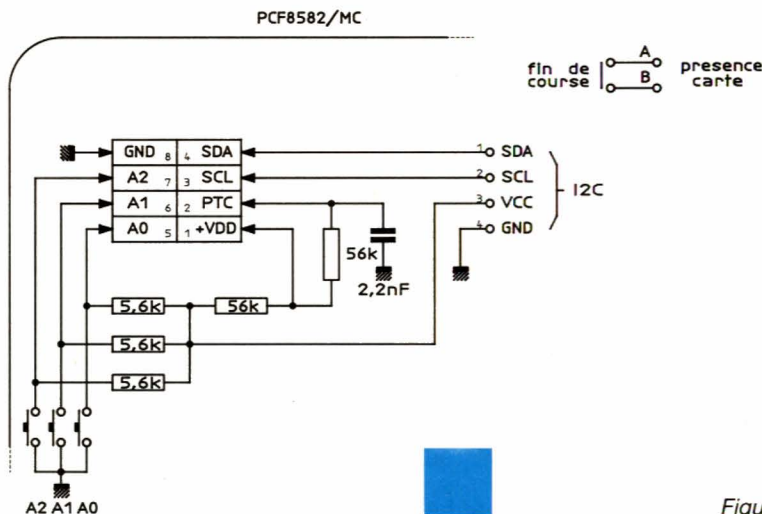 PCF8582/MC
fin de course
A
B
presence carte
GND 8 4 SDA
A2 7 3 SCL
A1 6 2 PTC
A0 5 1 +VDD
1 SDA
2 SCL
3 VCC
4 GND
I2C
56k
2,2nF
5.6k
56k
5.6k
5.6k
A2 A1 A0
Figu